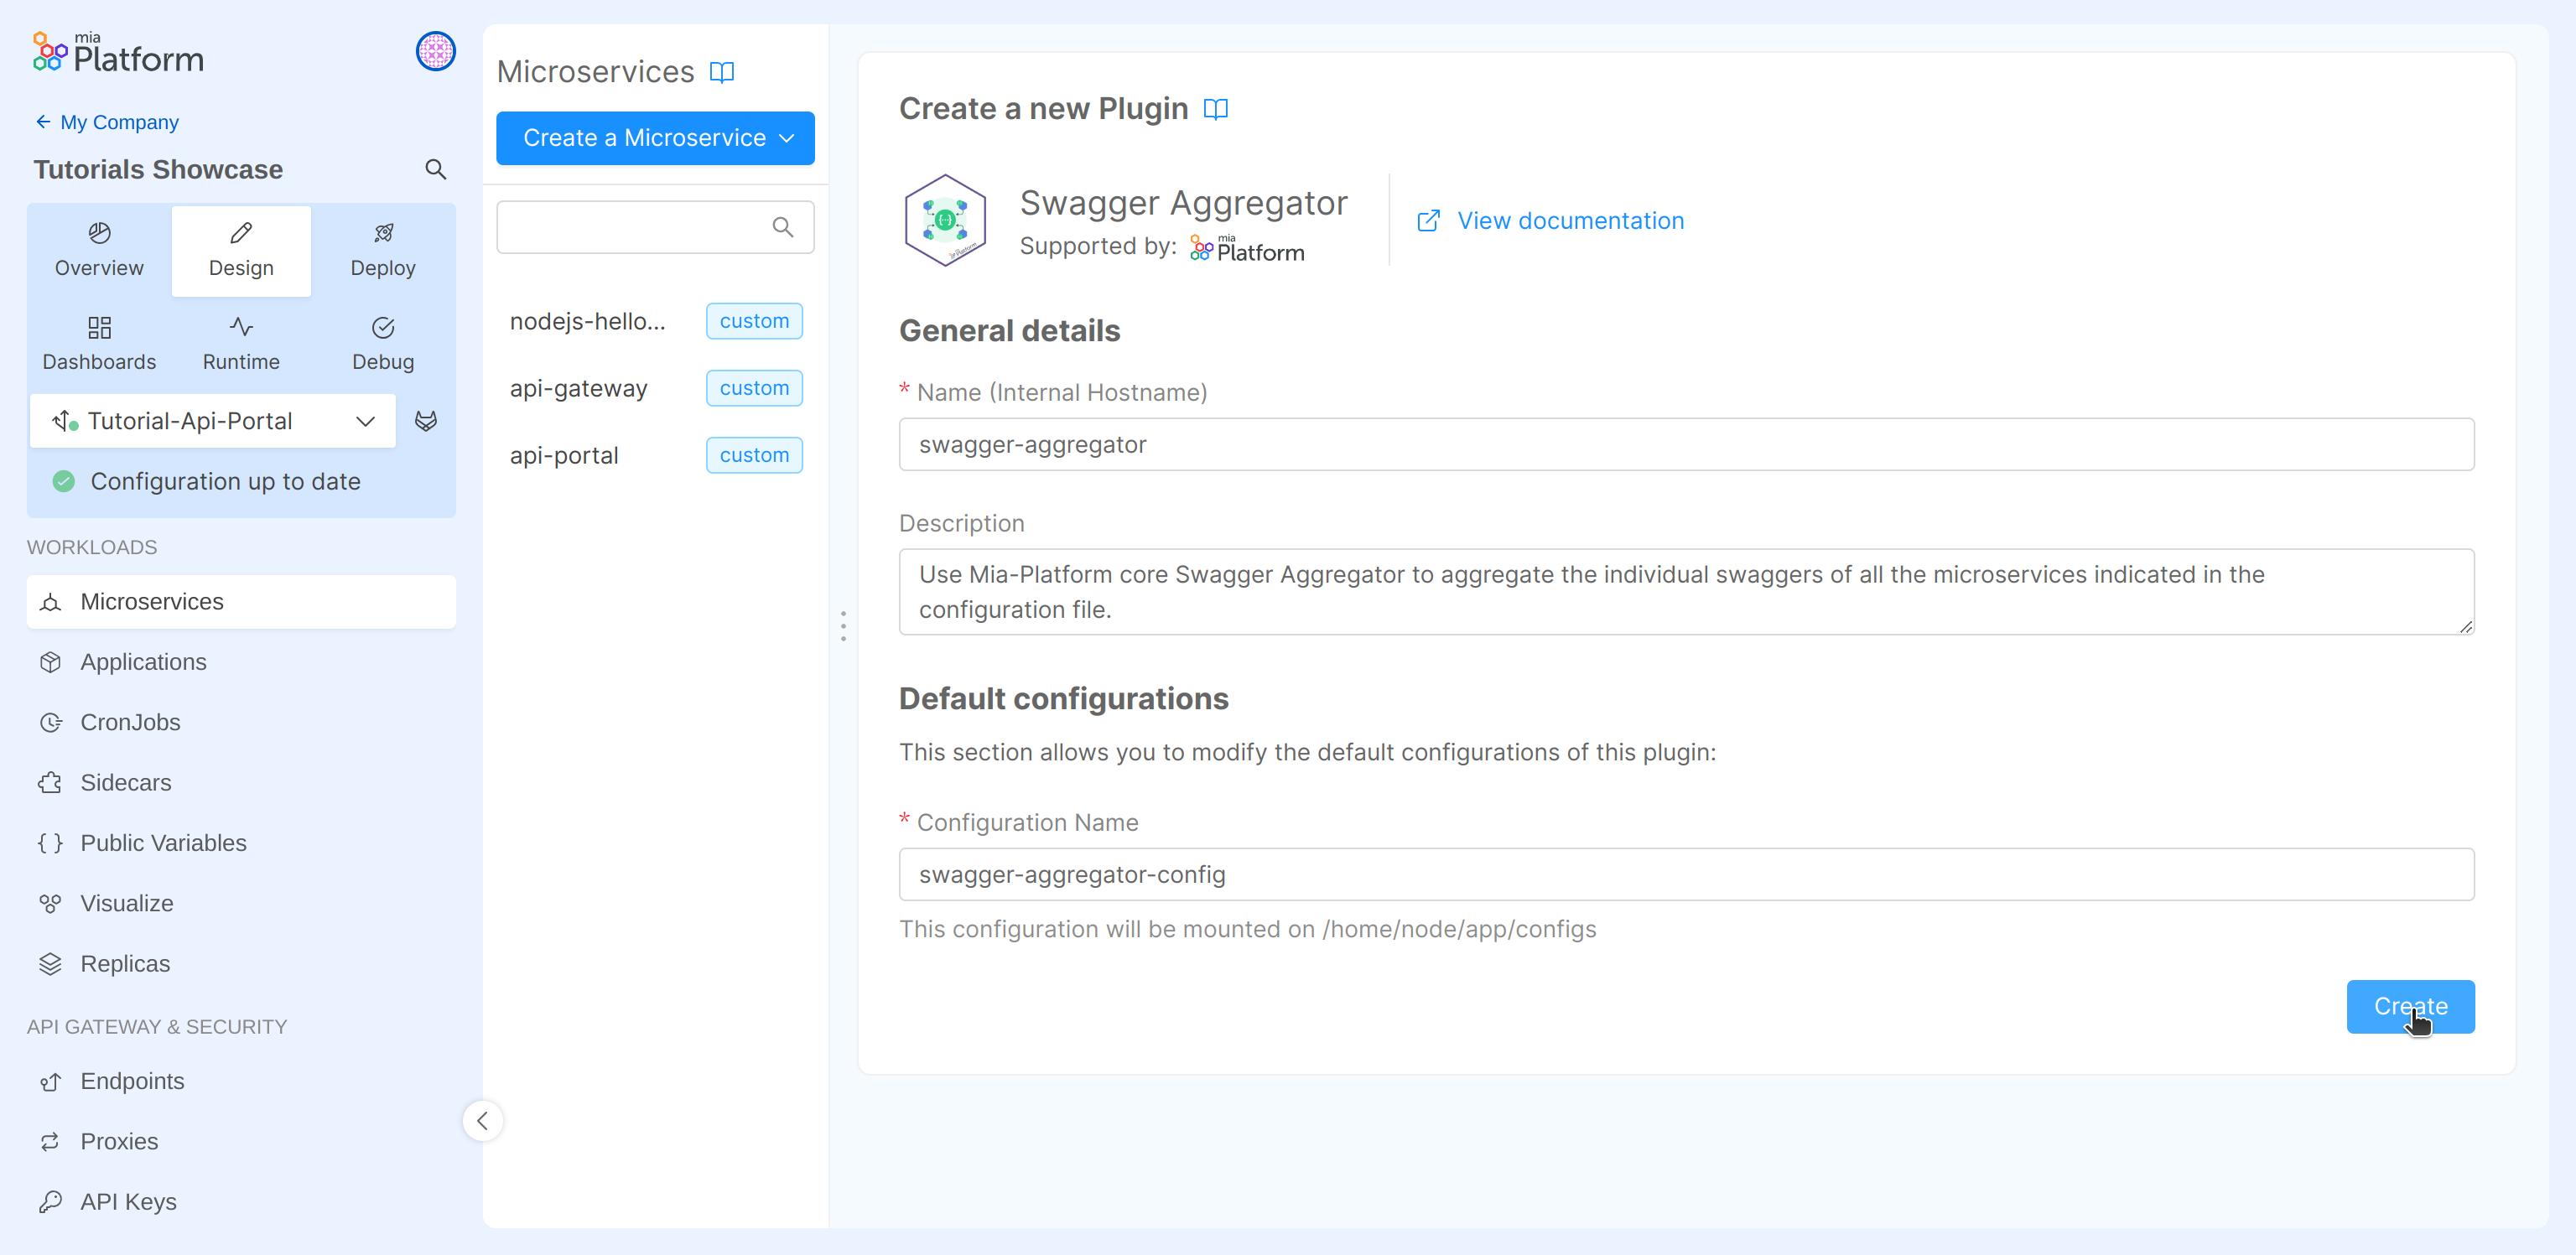 mia
Platform
My Company
Tutorials Showcase
Overview
Design
Deploy
Dashboards
Runtime
Debug
Tutorial-Api-Portal
Configuration up to date
WORKLOADS
Microservices
Applications
CronJobs
Sidecars
Public Variables
Visualize
Replicas
API GATEWAY & SECURITY
Endpoints
Proxies
API Keys
Microservices
Create a Microservice
nodejs-hello...
custom
api-gateway
custom
api-portal
custom
Create a new Plugin
Swagger Aggregator
Supported by:
mia
Platform
View documentation
General details
* Name (Internal Hostname)
swagger-aggregator
Description
Use Mia-Platform core Swagger Aggregator to aggregate the individual swaggers of all the microservices indicated in the
configuration file.
Default configurations
This section allows you to modify the default configurations of this plugin:
* Configuration Name
swagger-aggregator-config
This configuration will be mounted on /home/node/app/configs
Create